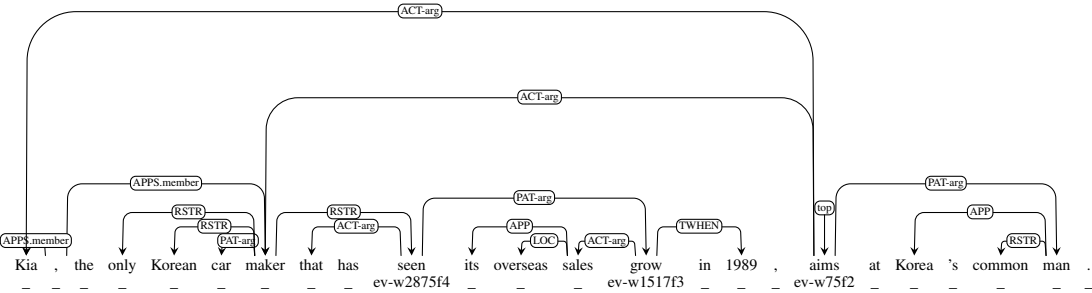 ACT-arg
ACT-arg
APPS.member PAT-arg
PAT-arg
RSTR RSTR top APP
RSTR ACT-arg APP TWHEN
APPS.member PAT-arg LOC ACT-arg RSTR
Kia , the only Korean car maker that has seen its overseas sales grow in 1989 , aims at Korea 's common man .
_ _ _ _ _ _ _ _ _ ev-w2875f4 _ _ _ ev-w1517f3 _ _ _ ev-w75f2 _ _ _ _ _ _